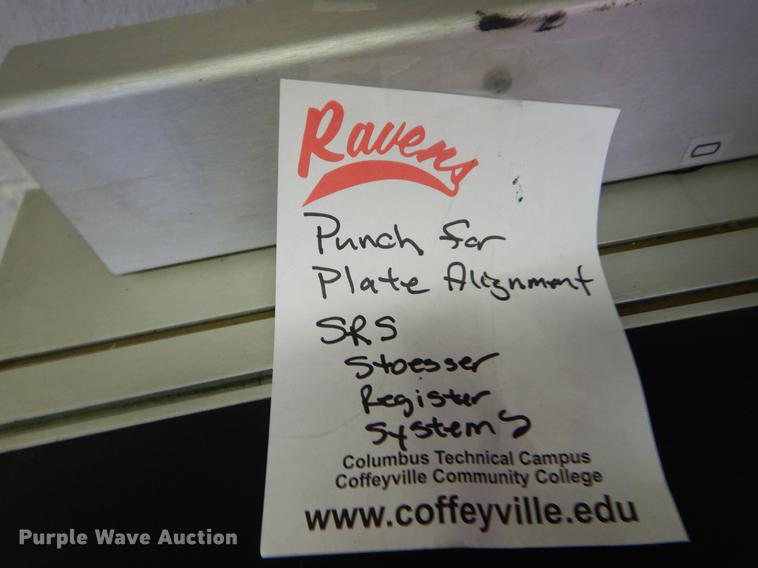 Ravens
Punch for
Plate Alignment
SRS
Stoesser
Register
Systems
Columbus Technical Campus
Coffeyville Community College
www.coffeyville.edu
Purple Wave Auction